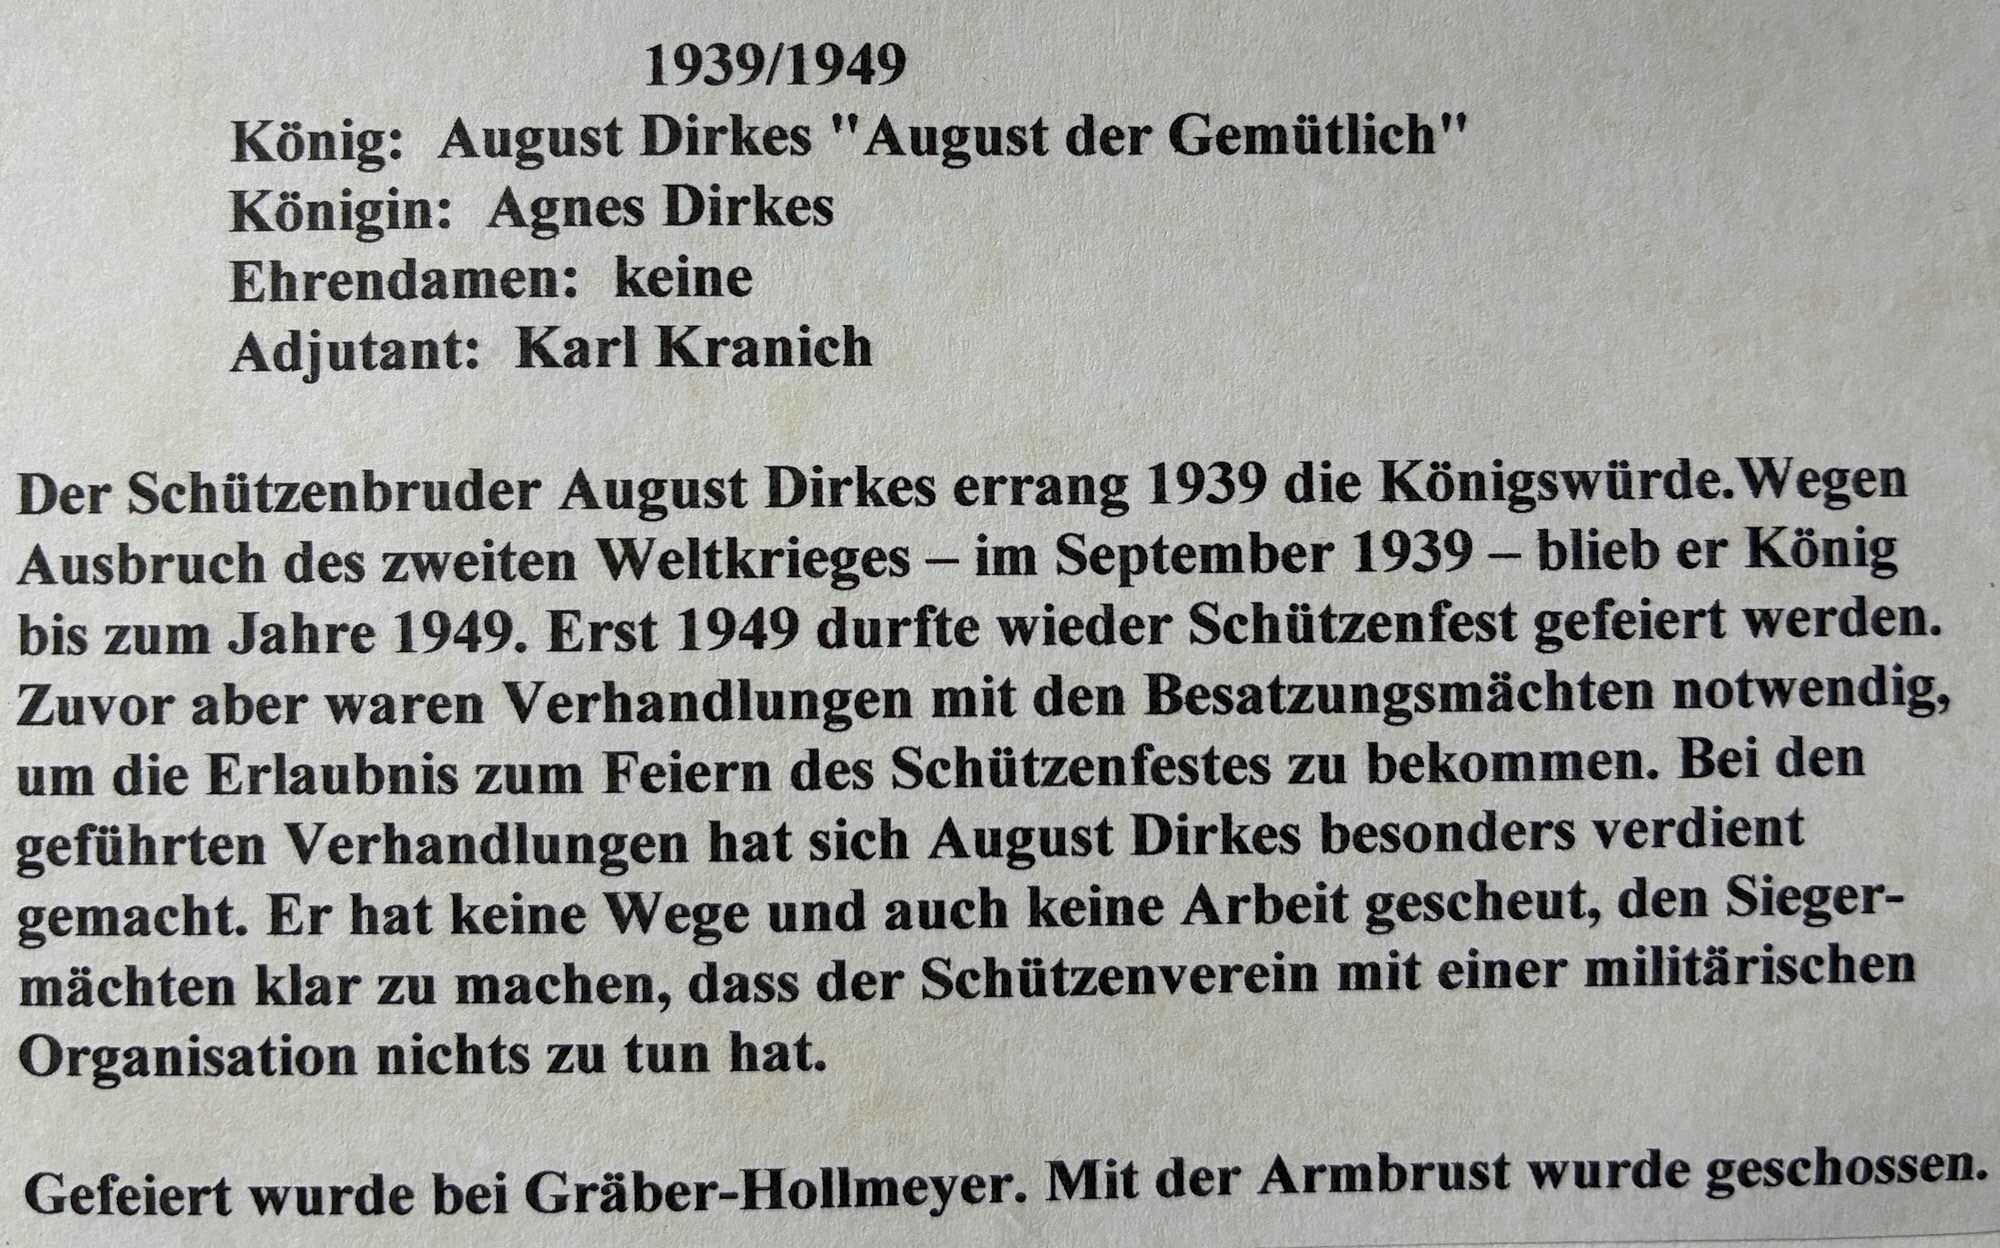 1939/1949
König: August Dirkes "August der Gemütlich"
Königin: Agnes Dirkes
Ehrendamen: keine
Adjutant: Karl Kranich
Der Schützenbruder August Dirkes errang 1939 die Königswürde.Wegen
Ausbruch des zweiten Weltkrieges – im September 1939 – blieb er König
bis zum Jahre 1949. Erst 1949 durfte wieder Schützenfest gefeiert werden.
Zuvor aber waren Verhandlungen mit den Besatzungsmächten notwendig,
um die Erlaubnis zum Feiern des Schützenfestes zu bekommen. Bei den
geführten Verhandlungen hat sich August Dirkes besonders verdient
gemacht. Er hat keine Wege und auch keine Arbeit gescheut, den Sieger-
mächten klar zu machen, dass der Schützenverein mit einer militärischen
Organisation nichts zu tun hat.
Gefeiert wurde bei Gräber-Hollmeyer. Mit der Armbrust wurde geschossen.